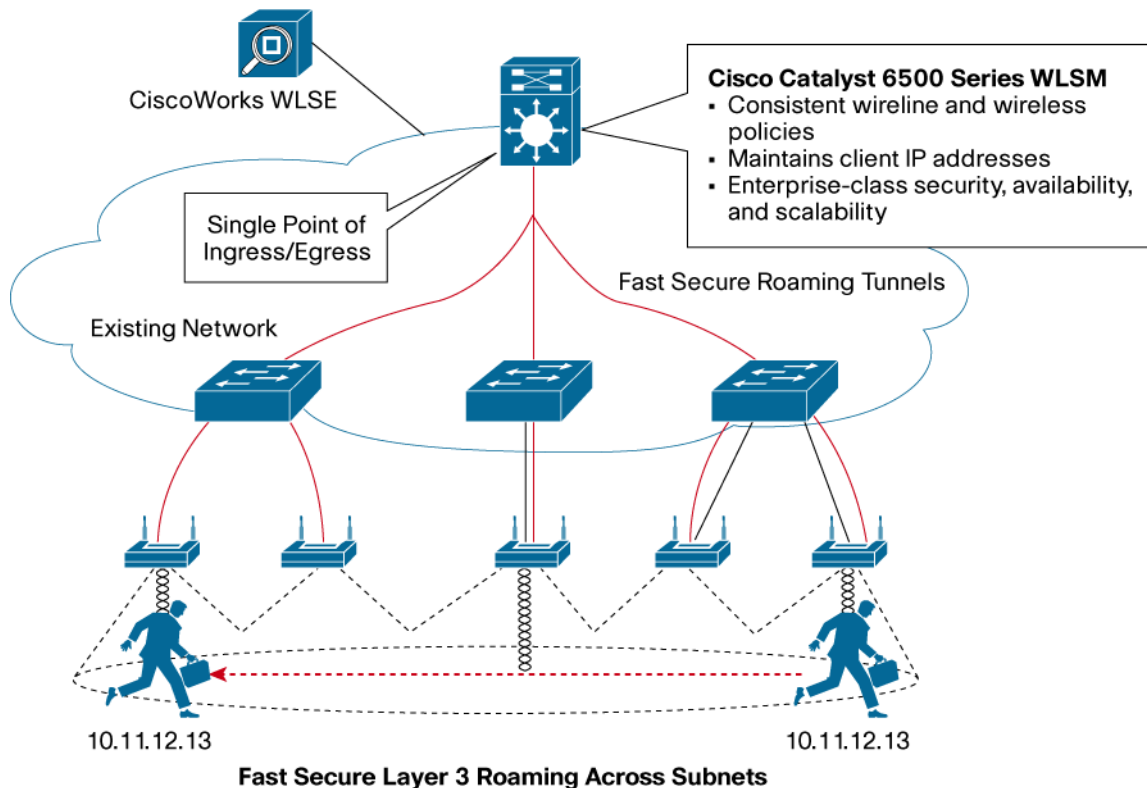 CiscoWorks WLSE
Cisco Catalyst 6500 Series WLSM
▪ Consistent wireline and wireless
policies
▪ Maintains client IP addresses
▪ Enterprise-class security, availability,
and scalability
Single Point of
Ingress/Egress
Fast Secure Roaming Tunnels
Existing Network
10.11.12.13
10.11.12.13
Fast Secure Layer 3 Roaming Across Subnets